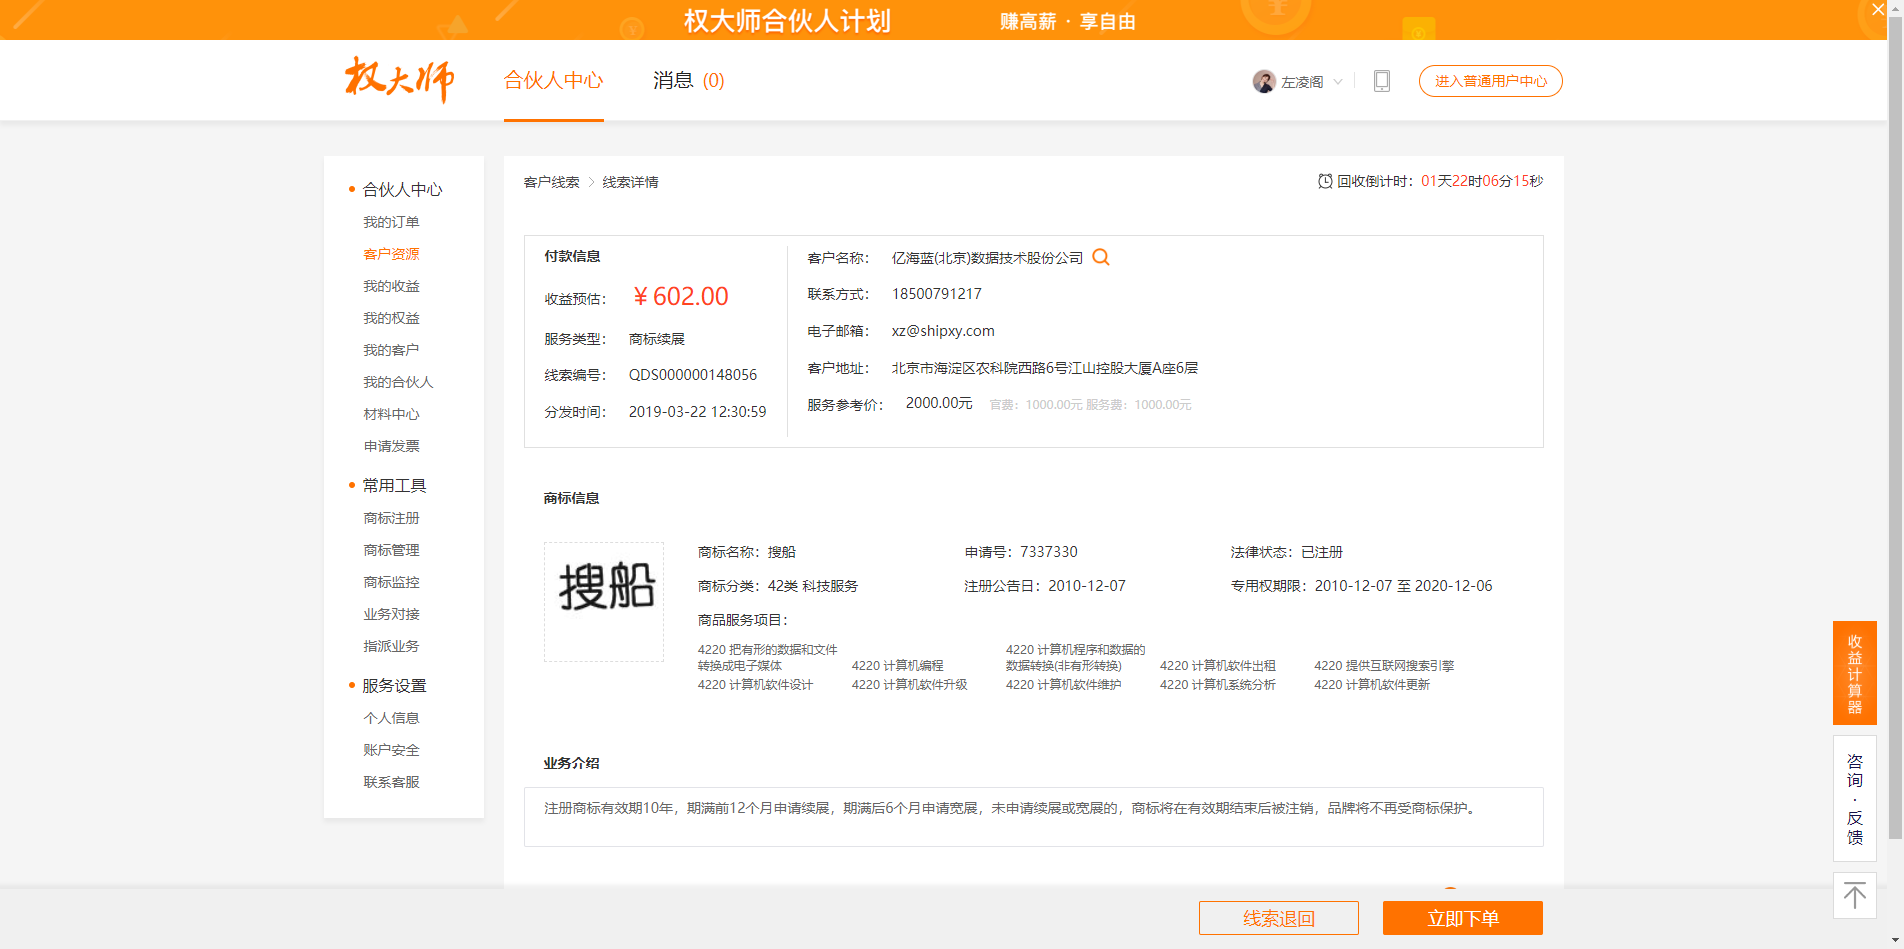 权大师合伙人计划 赚高薪 · 享自由
权大师 合伙人中心 消息 (0) 左凌阁 进入普通用户中心
合伙人中心
我的订单
客户资源
我的收益
我的权益
我的客户
我的合伙人
材料中心
申请发票
常用工具
商标注册
商标管理
商标监控
业务对接
指派业务
服务设置
个人信息
账户安全
联系客服
客户线索 > 线索详情 回收倒计时：01天22时06分15秒
付款信息
收益预估： ¥602.00
服务类型： 商标续展
线索编号： QDS000000148056
分发时间： 2019-03-22 12:30:59
客户名称： 亿海蓝(北京)数据技术股份公司
联系方式： 18500791217
电子邮箱： xz@shipxy.com
客户地址： 北京市海淀区农科院西路6号江山控股大厦A座6层
服务参考价： 2000.00元 官费：1000.00元 服务费：1000.00元
商标信息
搜船
商标名称：搜船 申请号：7337330 法律状态：已注册
商标分类：42类 科技服务 注册公告日：2010-12-07 专用权期限：2010-12-07 至 2020-12-06
商品服务项目：
4220 把有形的数据和文件
转换成电子媒体
4220 计算机编程
4220 计算机程序和数据的
数据转换(非有形转换)
4220 计算机软件出租
4220 提供互联网搜索引擎
4220 计算机软件设计 4220 计算机软件升级 4220 计算机软件维护 4220 计算机系统分析 4220 计算机软件更新
业务介绍
注册商标有效期10年，期满前12个月申请续展，期满后6个月申请宽展，未申请续展或宽展的，商标将在有效期结束后被注销，品牌将不再受商标保护。
线索退回 立即下单
收益计算器
咨询·反馈